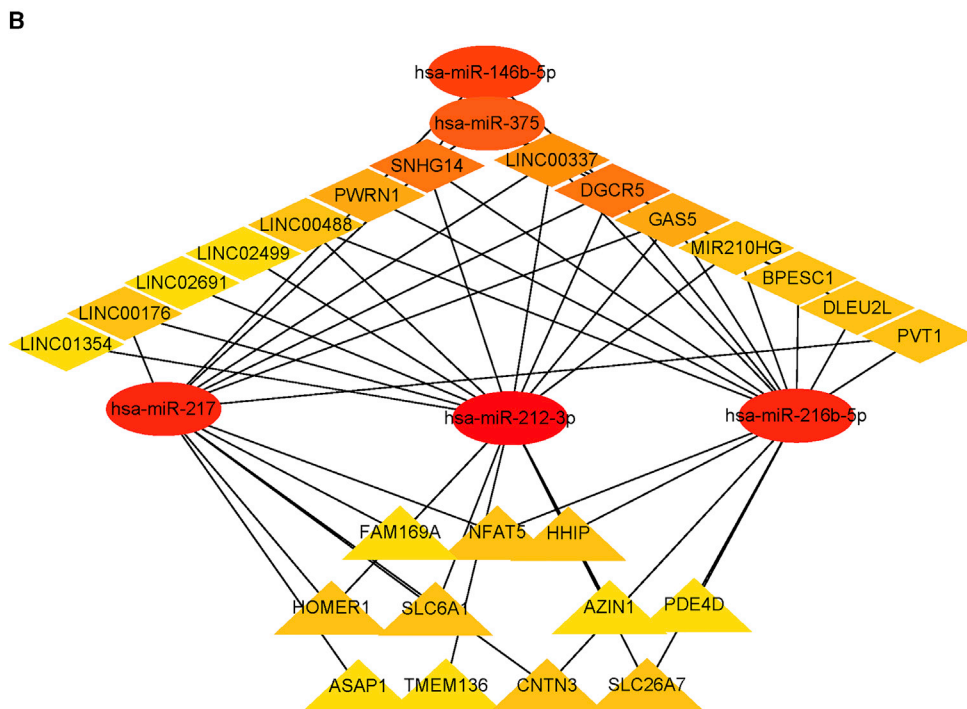 B
hsa-miR-146b-5p
hsa-miR-375
SNHG14
LINC00337
PWRN1
DGCR5
LINC00488
GAS5
LINC02499
MIR210HG
LINC02691
BPESC1
LINC00176
DLEU2L
LINC01354
PVT1
hsa-miR-217
hsa-miR-212-3p
hsa-miR-216b-5p
FAM169A
NFAT5
HHIP
HOMER1
SLC6A1
AZIN1
PDE4D
ASAP1
TMEM136
CNTN3
SLC26A7